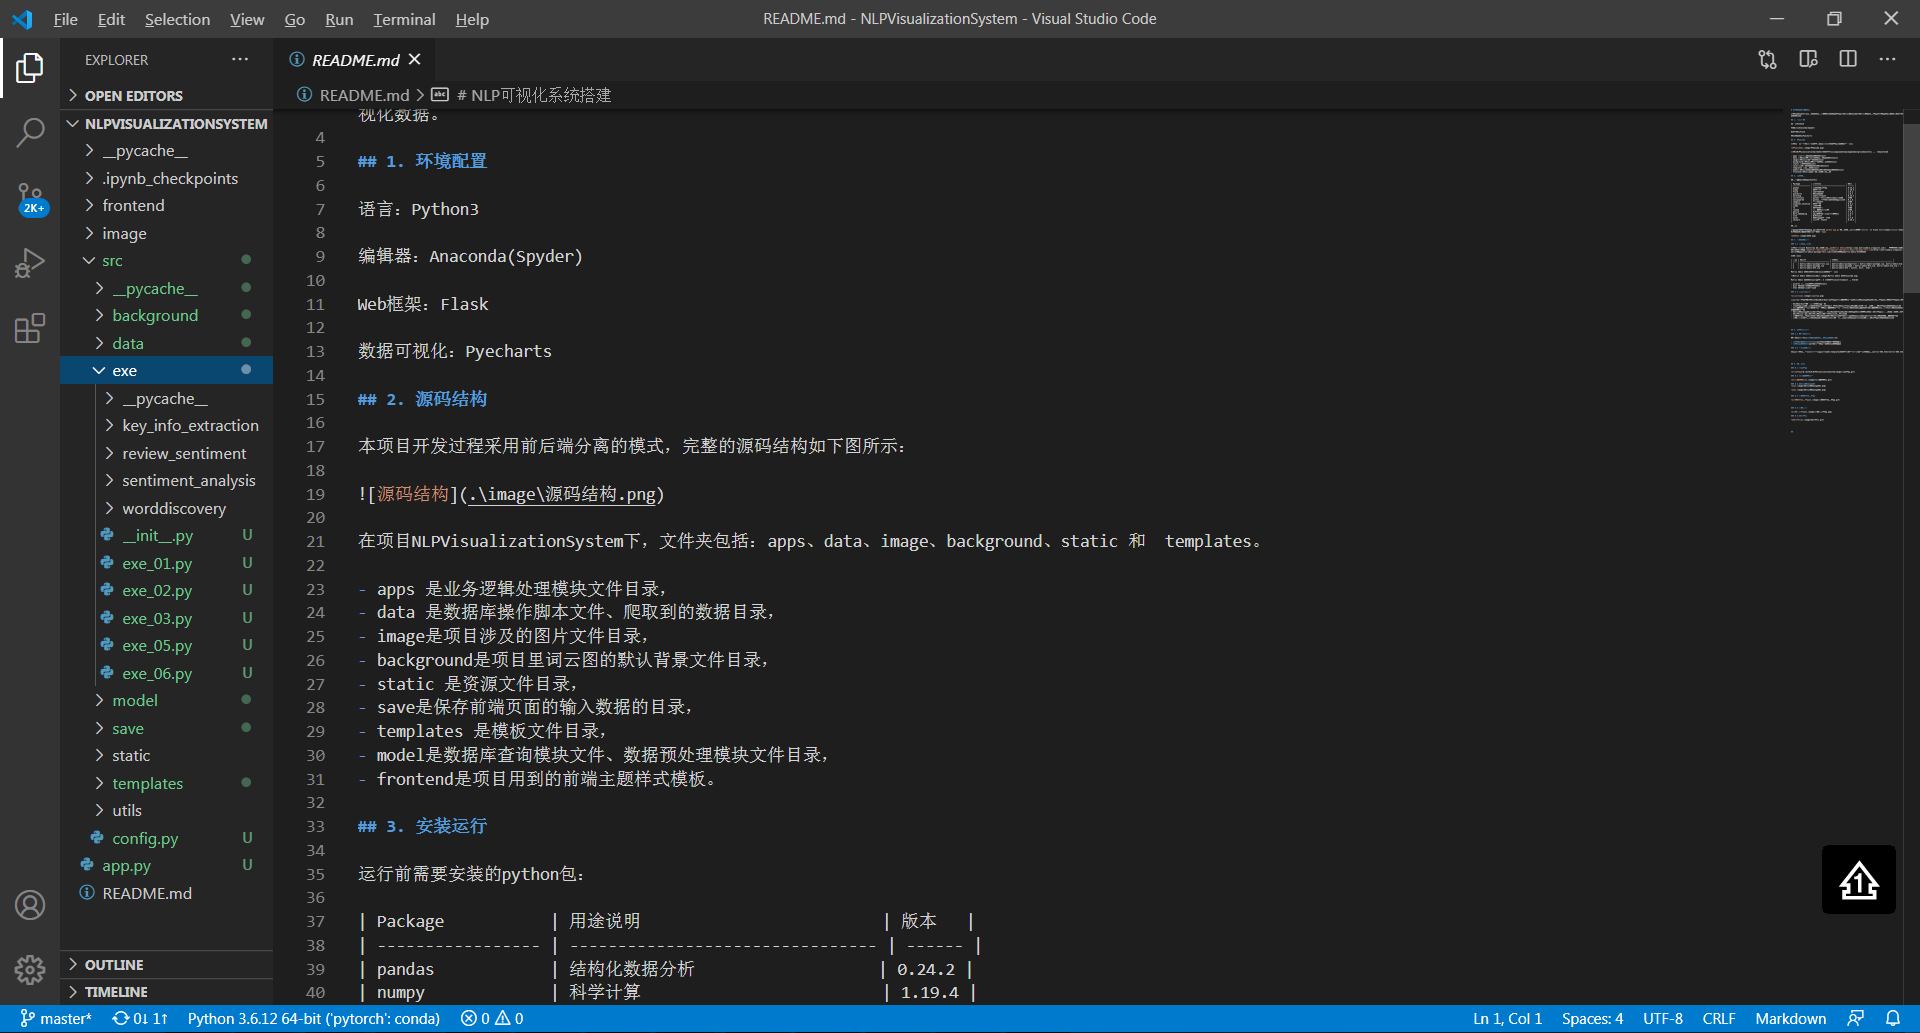 File Edit Selection View Go Run Terminal Help
README.md - NLPVisualizationSystem - Visual Studio Code
EXPLORER
OPEN EDITORS
NLPVISUALIZATIONSYSTEM
__pycache__
.ipynb_checkpoints
frontend
image
src
__pycache__
background
data
exe
__pycache__
key_info_extraction
review_sentiment
sentiment_analysis
worddiscovery
__init__.py U
exe_01.py U
exe_02.py U
exe_03.py U
exe_05.py U
exe_06.py U
model
save
static
templates
utils
config.py U
app.py U
README.md
OUTLINE
TIMELINE
2K+
README.md
README.md > # NLP可视化系统搭建
视化数据。
4
5 ## 1. 环境配置
6
7 语言：Python3
8
9 编辑器：Anaconda(Spyder)
10
11 Web框架：Flask
12
13 数据可视化：Pyecharts
14
15 ## 2. 源码结构
16
17 本项目开发过程采用前后端分离的模式，完整的源码结构如下图所示：
18
19 ![源码结构](.\image\源码结构.png)
20
21 在项目NLPVisualizationSystem下，文件夹包括：apps、data、image、background、static 和 templates。
22
23 - apps 是业务逻辑处理模块文件目录，
24 - data 是数据库操作脚本文件、爬取到的数据目录，
25 - image是项目涉及的图片文件目录，
26 - background是项目里词云图的默认背景文件目录，
27 - static 是资源文件目录，
28 - save是保存前端页面的输入数据的目录，
29 - templates 是模板文件目录，
30 - model是数据库查询模块文件、数据预处理模块文件目录，
31 - frontend是项目用到的前端主题样式模板。
32
33 ## 3. 安装运行
34
35 运行前需要安装的python包：
36
37 | Package | 用途说明 | 版本 |
38 | ----------------- | -------------------------------- | ------ |
39 | pandas | 结构化数据分析 | 0.24.2 |
40 | numpy | 科学计算 | 1.19.4 |
1
master* 0↓ 1↑ Python 3.6.12 64-bit ('pytorch': conda) 0 0
Ln 1, Col 1 Spaces: 4 UTF-8 CRLF Markdown